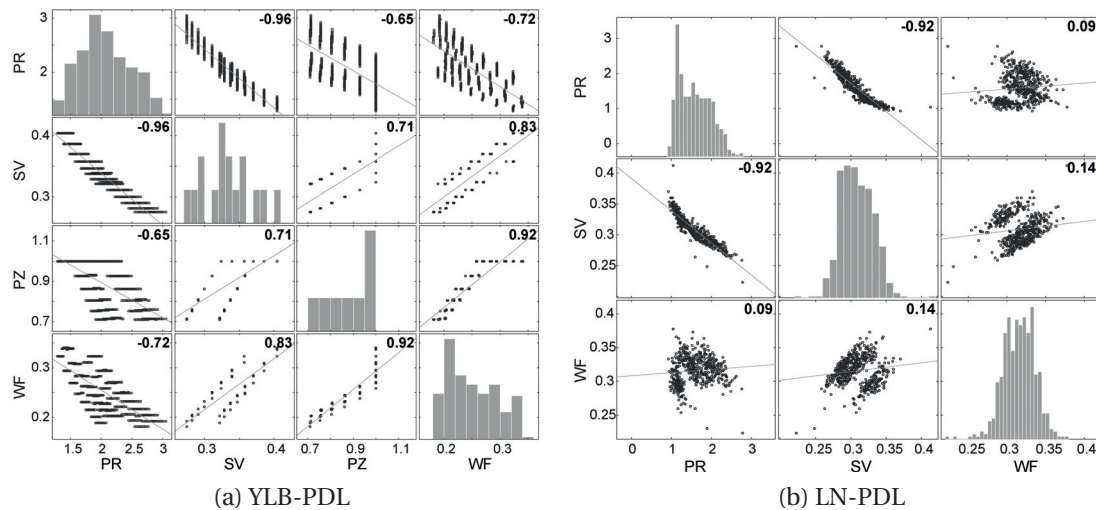 -0.96
-0.65
-0.72
PR
3
2
-0.96
0.71
0.83
SV
0.4
0.3
-0.65
0.71
0.92
PZ
1.1
0.9
0.7
-0.72
0.83
0.92
WF
0.3
0.2
1.5 2 2.5 3
0.3 0.4
0.7 0.9 1.1
0.2 0.3
PR SV PZ WF
(a) YLB-PDL
-0.92
0.09
PR
3
2
1
0
-0.92
0.14
SV
0.40
0.35
0.30
0.25
0.09
0.14
WF
0.40
0.35
0.3
0.25
0 1 2 3
0.25 0.3 0.35 0.4
0.25 0.3 0.35 0.4
PR SV WF
(b) LN-PDL